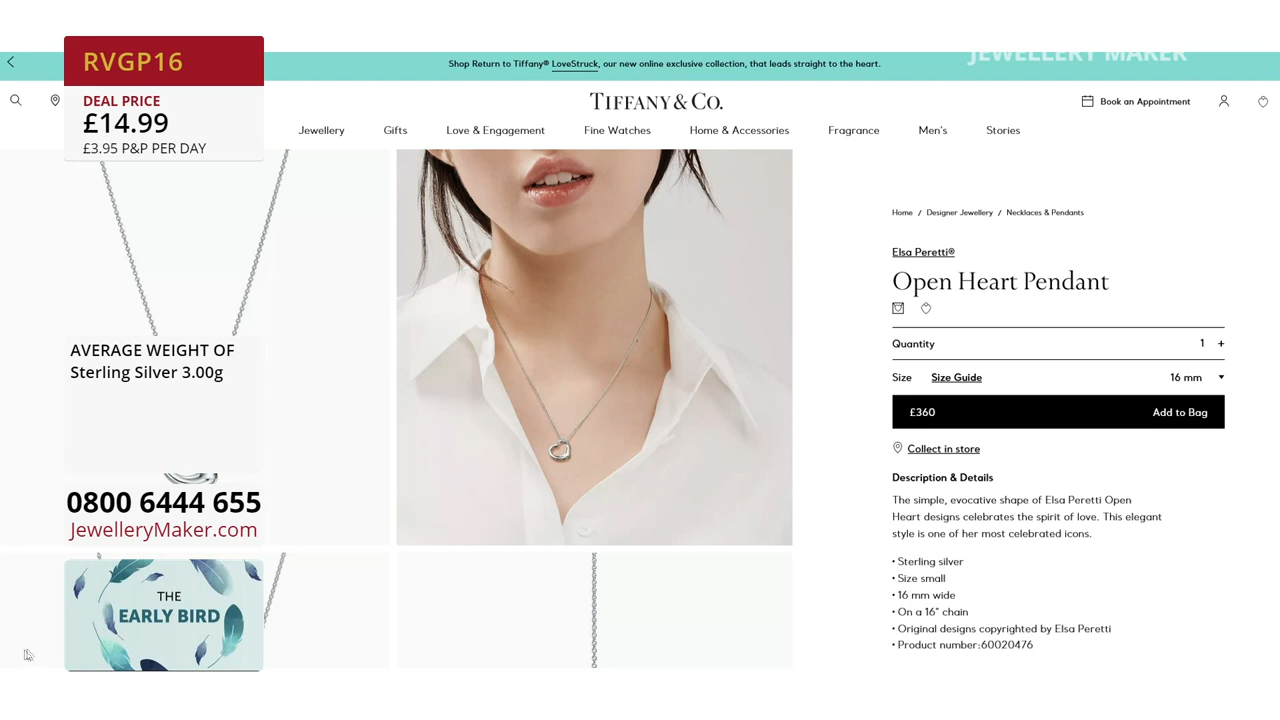 RVGP16
DEAL PRICE
£14.99
£3.95 P&P PER DAY
AVERAGE WEIGHT OF
Sterling Silver 3.00g
0800 6444 655
JewelleryMaker.com
THE
EARLY BIRD
JEWELLERY MAKER
Shop Return to Tiffany® LoveStruck, our new online exclusive collection, that leads straight to the heart.
TIFFANY & CO.
Book an Appointment
Jewellery Gifts Love & Engagement Fine Watches Home & Accessories Fragrance Men's Stories
Home / Designer Jewellery / Necklaces & Pendants
Elsa Peretti®
Open Heart Pendant
Quantity 1 +
Size Size Guide 16 mm
£360 Add to Bag
Collect in store
Description & Details
The simple, evocative shape of Elsa Peretti Open
Heart designs celebrates the spirit of love. This elegant
style is one of her most celebrated icons.
• Sterling silver
• Size small
• 16 mm wide
• On a 16" chain
• Original designs copyrighted by Elsa Peretti
• Product number:60020476